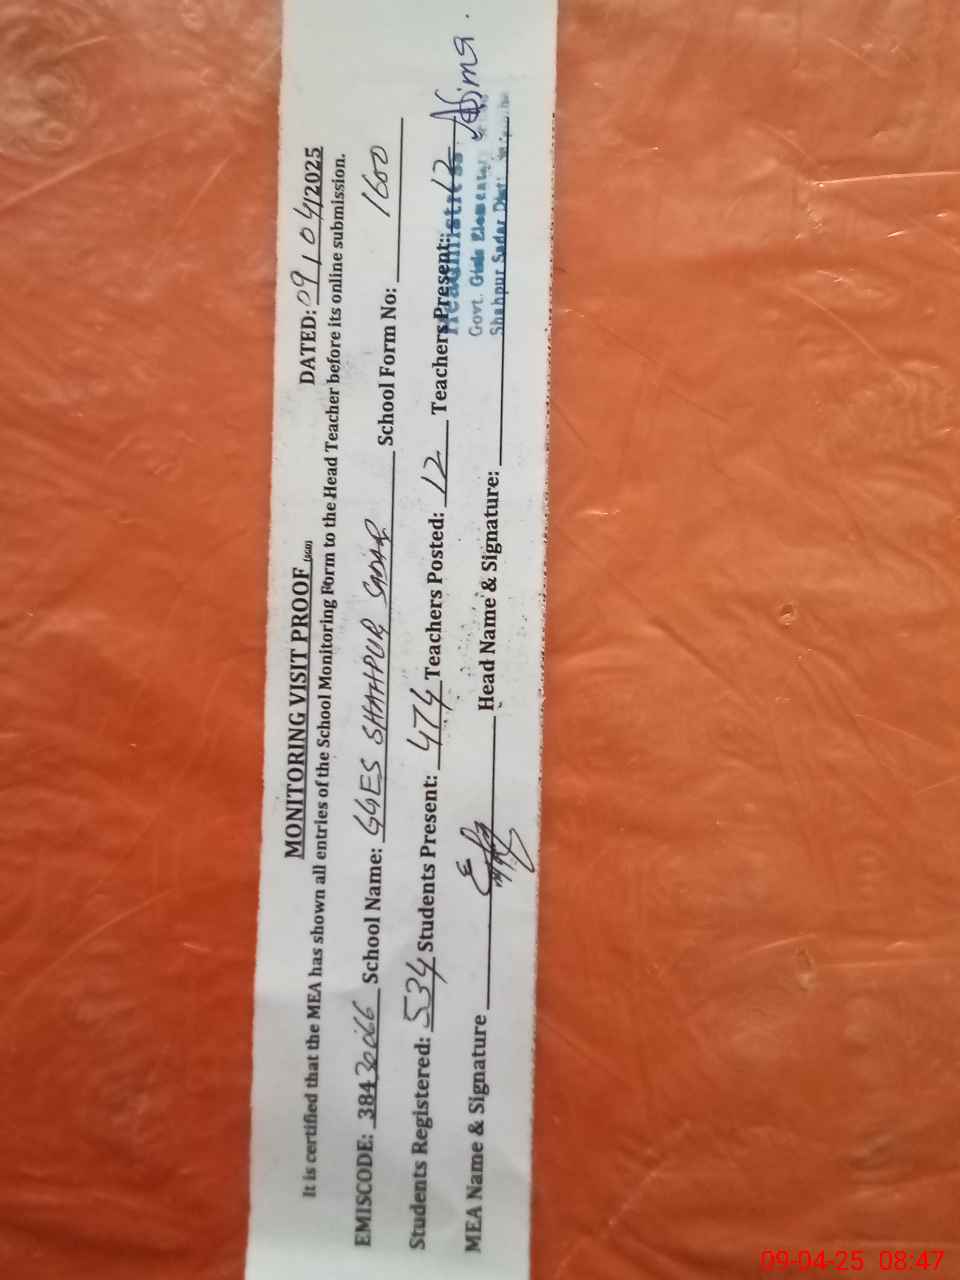 MONITORING VISIT PROOF (SGD)
DATED: 09/04/2025
It is certified that the MEA has shown all entries of the School Monitoring Form to the Head Teacher before its online submission.
EMISCODE: 38430066 School Name: GGES SHAHPUR SADAR School Form No: 1600
Students Registered: 534 Students Present: 474 Teachers Posted: 12 Teachers Present: 12
MEA Name & Signature Head Name & Signature:
Headmistress
Govt. Girls Elementary
Shahpur Sadar Dist:
09-04-25 08:47